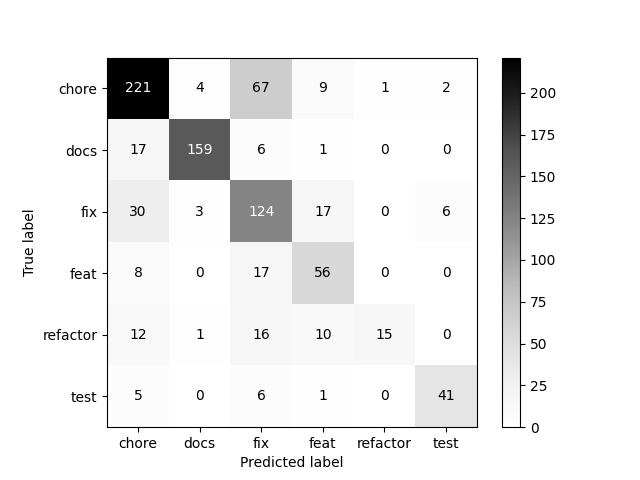 chore 221 4 67 9 1 2
docs 17 159 6 1 0 0
fix 30 3 124 17 0 6
feat 8 0 17 56 0 0
refactor 12 1 16 10 15 0
test 5 0 6 1 0 41
chore docs fix feat refactor test
Predicted label
True label
200
175
150
125
100
75
50
25
0